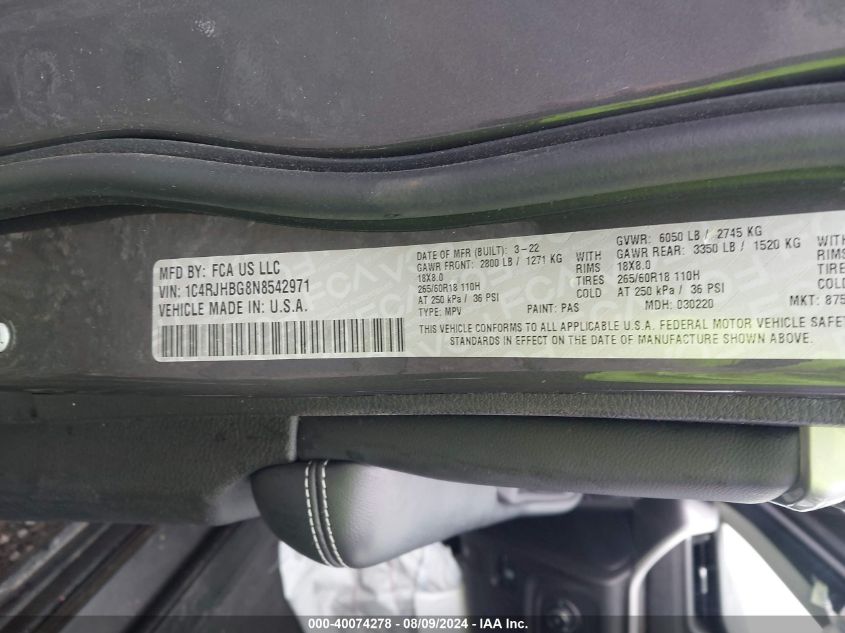 MFD BY: FCA US LLC
VIN: 1C4RJHBG8N8542971
VEHICLE MADE IN U.S.A.
DATE OF MFR (BUILT): 3-22
GAWR FRONT: 2800 LB / 1271 KG WITH
18X8.0 RIMS
265/60R18 110H TIRES
AT 250 kPa / 36 PSI COLD
TYPE: MPV PAINT: PAS
GVWR: 6050 LB / 2745 KG
GAWR REAR: 3350 LB / 1520 KG WITH
18X8.0 RIMS
265/60R18 110H TIRES
AT 250 kPa / 36 PSI COLD
MDH: 030220 MKT: 875
THIS VEHICLE CONFORMS TO ALL APPLICABLE U.S.A. FEDERAL MOTOR VEHICLE SAFET
STANDARDS IN EFFECT ON THE DATE OF MANUFACTURE SHOWN ABOVE.
000-40074278 - 08/09/2024 - IAA Inc.